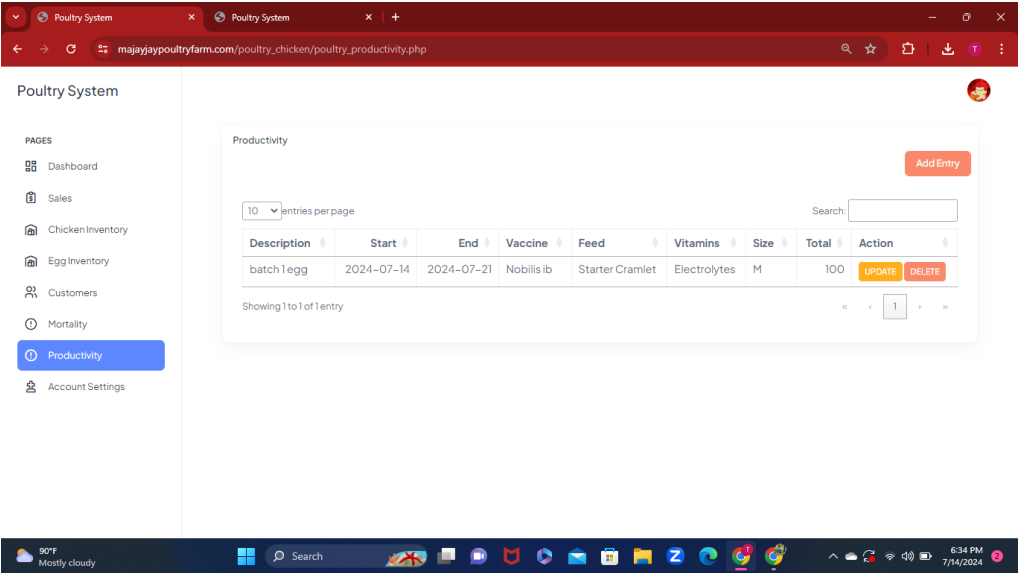 Poultry System
Poultry System
majayjaypoultryfarm.com/poultry_chicken/poultry_productivity.php
T
Poultry System
PAGES
Dashboard
Sales
Chicken Inventory
Egg Inventory
Customers
Mortality
Productivity
Account Settings
Productivity
Add Entry
10 entries per page
Search:
Description Start End Vaccine Feed Vitamins Size Total Action
batch 1 egg 2024-07-14 2024-07-21 Nobilis ib Starter Cramlet Electrolytes M 100 UPDATE DELETE
Showing 1 to 1 of 1 entry
« ‹ 1 › »
90°F
Mostly cloudy
Search
Z
T
6:34 PM
7/14/2024
2